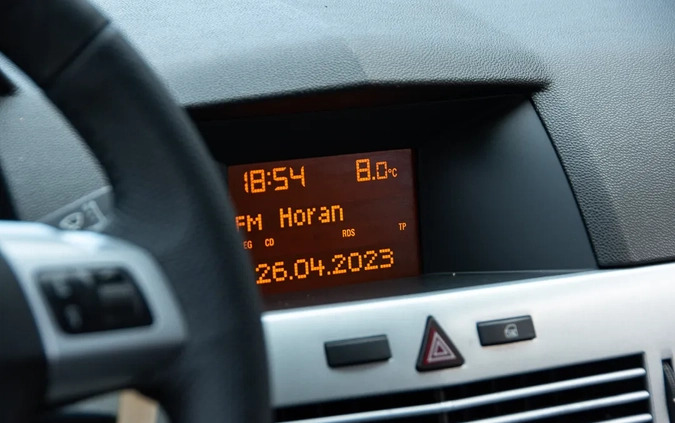 18:54 8.0°C
FM Horan
CD RDS TP
26.04.2023